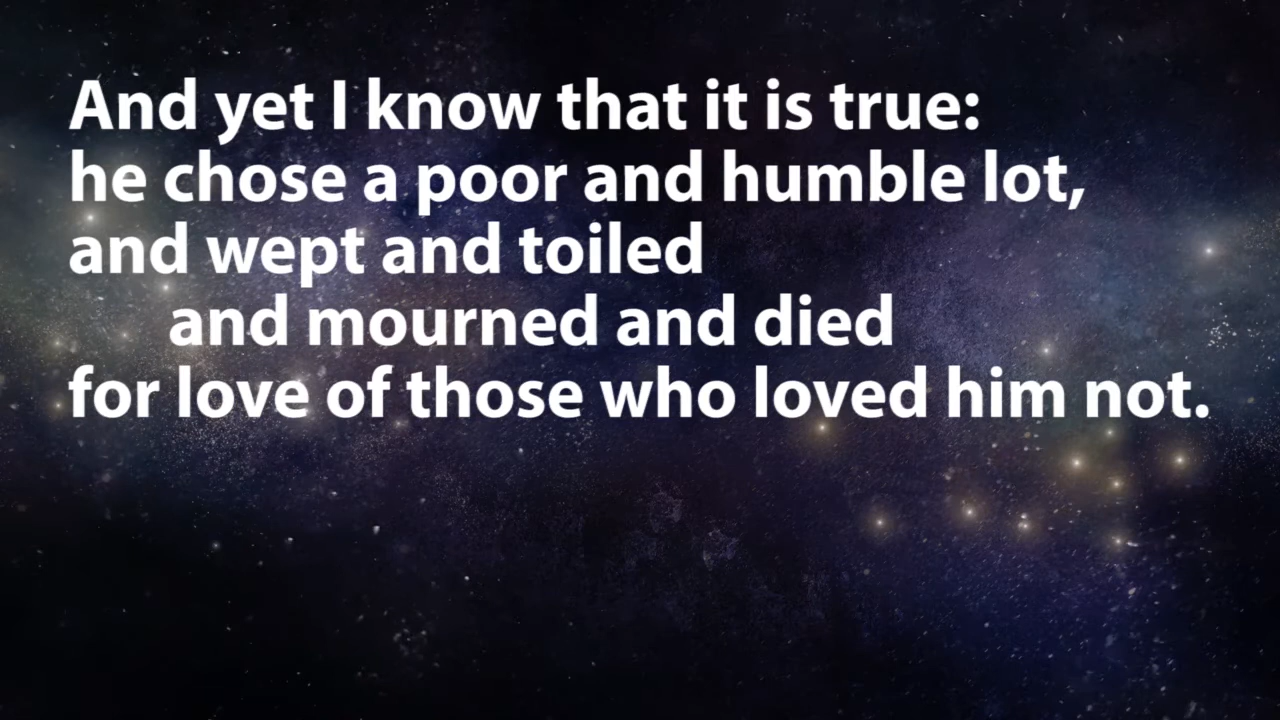 And yet I know that it is true:
he chose a poor and humble lot,
and wept and toiled
and mourned and died
for love of those who loved him not.